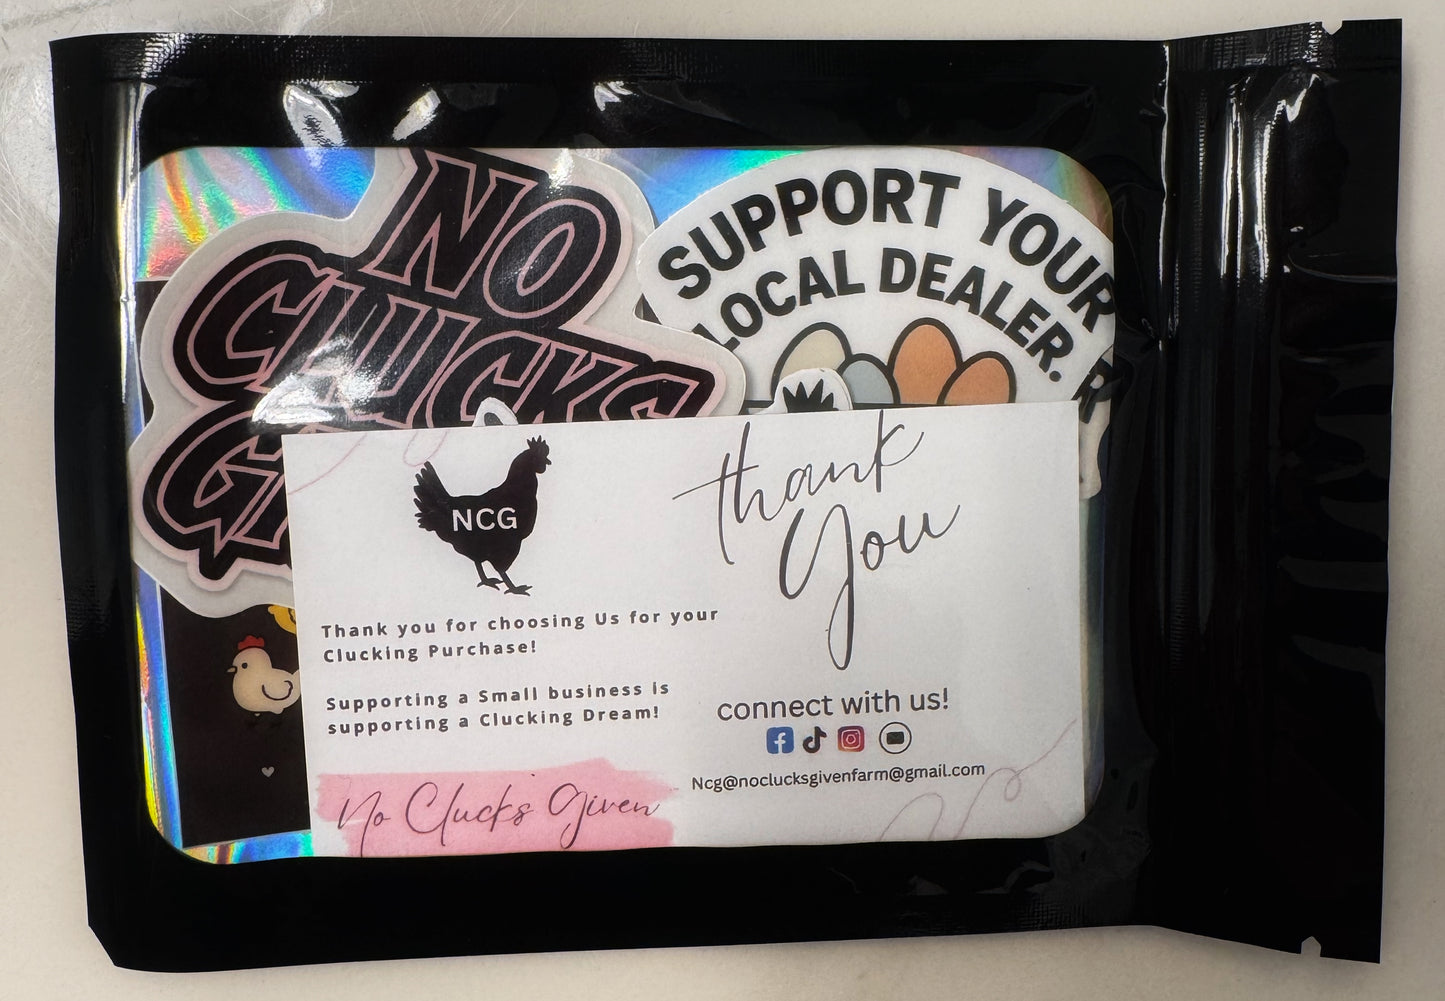 NO
CLUCKS
SUPPORT YOUR
LOCAL DEALER.
NCG
thank
you
Thank you for choosing Us for your
Clucking Purchase!
Supporting a Small business is
supporting a Clucking Dream!
connect with us!
Ncg@noclucksgivenfarm@gmail.com
No Clucks Given